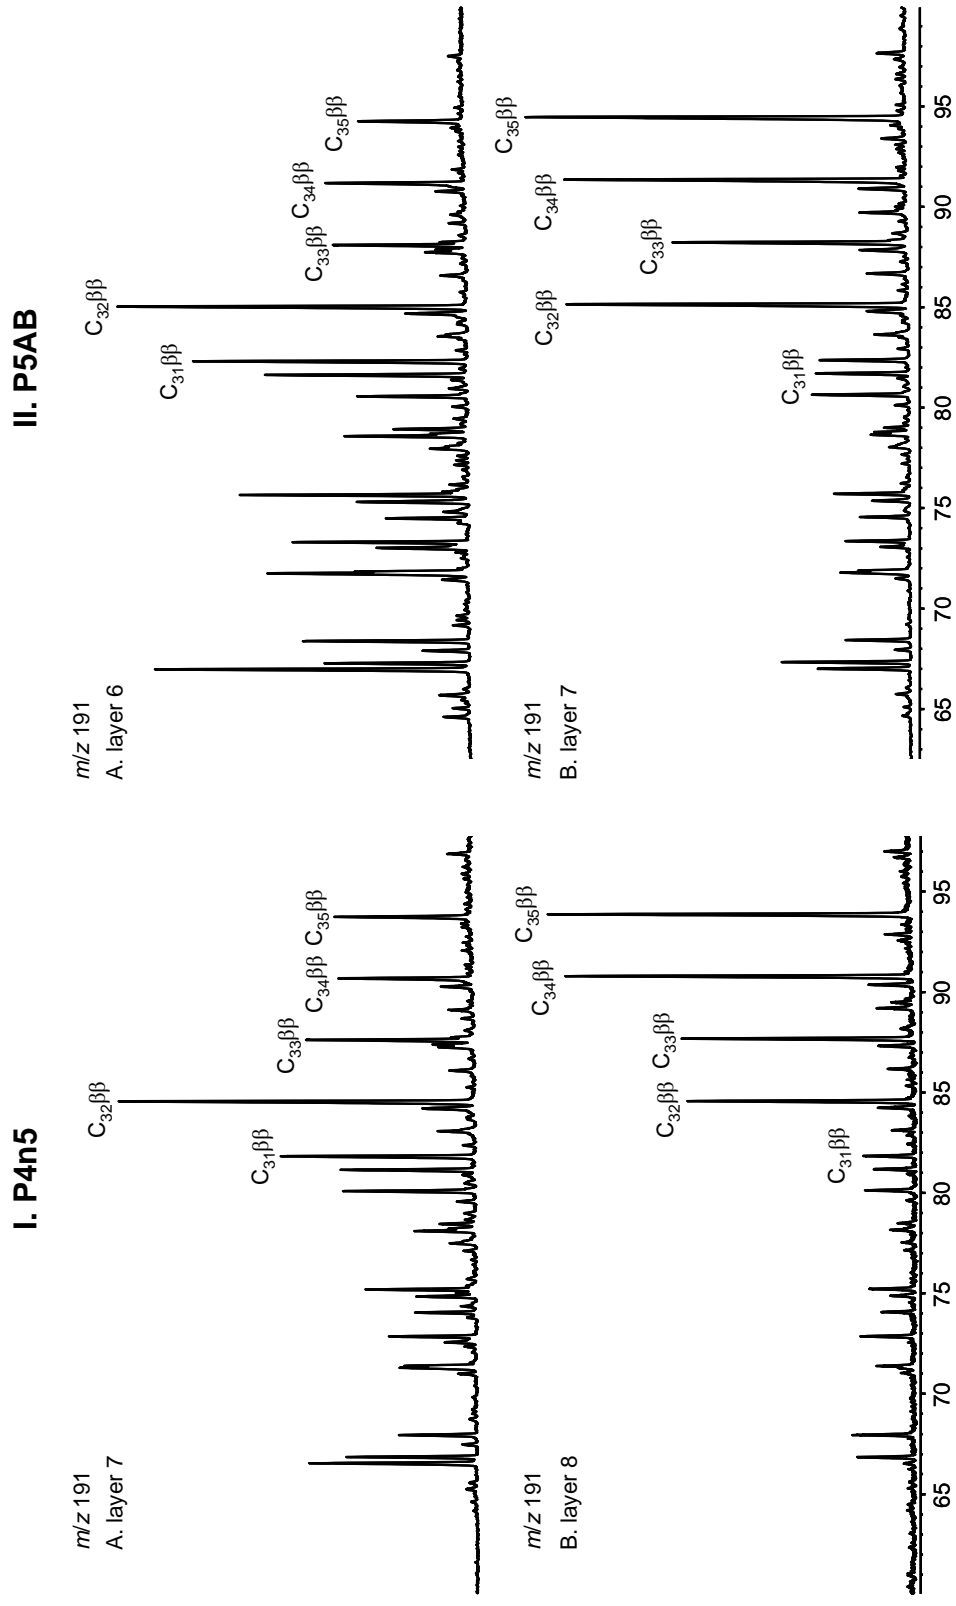 I. P4n5
m/z 191
A. layer 7
C₃₁ββ
C₃₂ββ
C₃₃ββ
C₃₄ββ
C₃₅ββ
m/z 191
B. layer 8
C₃₁ββ
C₃₂ββ
C₃₃ββ
C₃₄ββ
C₃₅ββ
65 70 75 80 85 90 95
II. P5AB
m/z 191
A. layer 6
C₃₁ββ
C₃₂ββ
C₃₃ββ
C₃₄ββ
C₃₅ββ
m/z 191
B. layer 7
C₃₁ββ
C₃₂ββ
C₃₃ββ
C₃₄ββ
C₃₅ββ
65 70 75 80 85 90 95